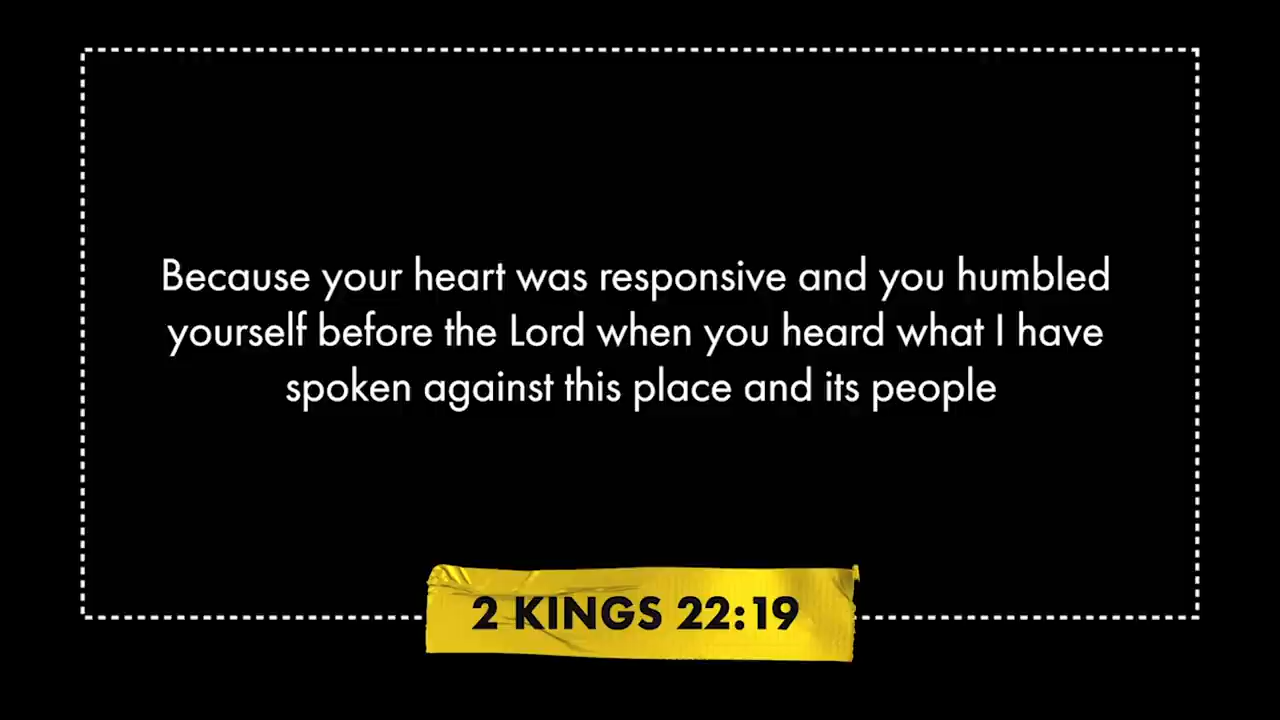 Because your heart was responsive and you humbled
yourself before the Lord when you heard what I have
spoken against this place and its people
2 KINGS 22:19